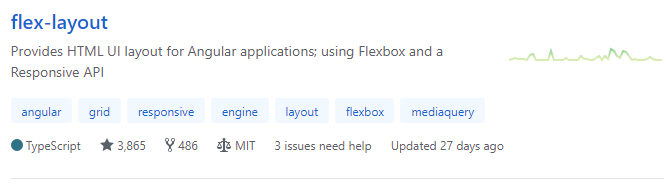 flex-layout
Provides HTML UI layout for Angular applications; using Flexbox and a
Responsive API
angular grid responsive engine layout flexbox mediaquery
TypeScript 3,865 486 MIT 3 issues need help Updated 27 days ago